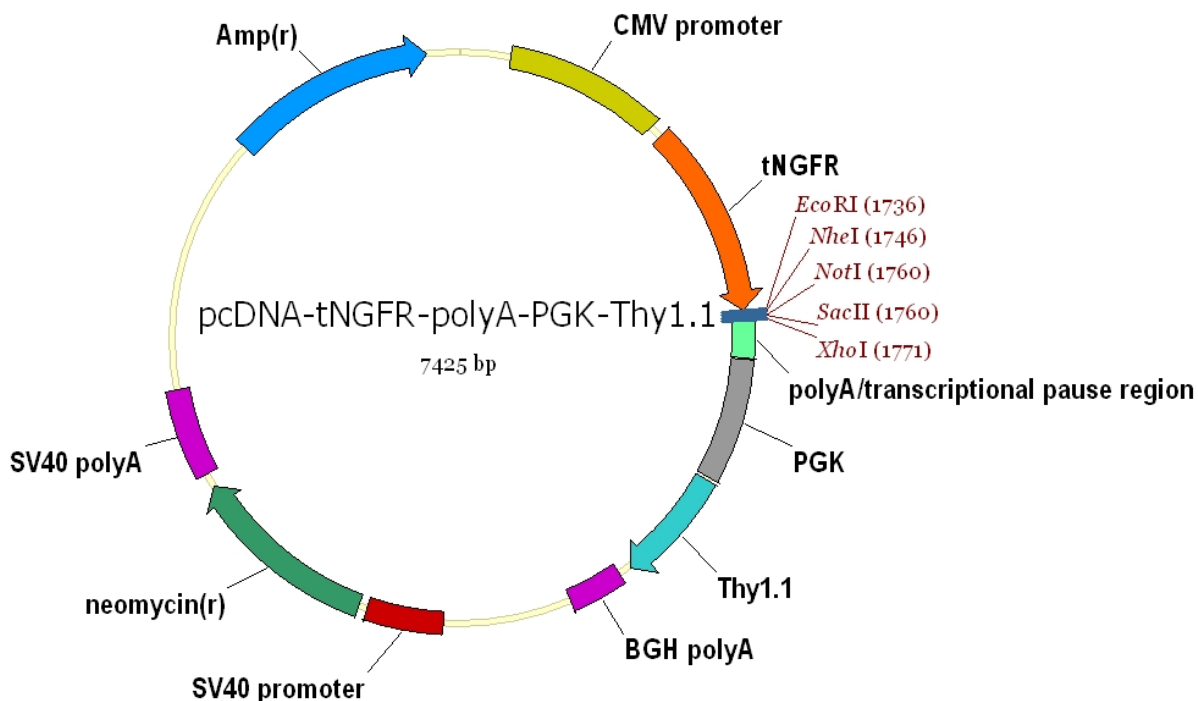 CMV promoter
Amp(r)
tNGFR
EcoRI (1736)
NheI (1746)
NotI (1760)
pcDNA-tNGFR-polyA-PGK-Thy1.1
SacII (1760)
XhoI (1771)
7425 bp
polyA/transcriptional pause region
SV40 polyA
PGK
Thy1.1
neomycin(r)
BGH polyA
SV40 promoter